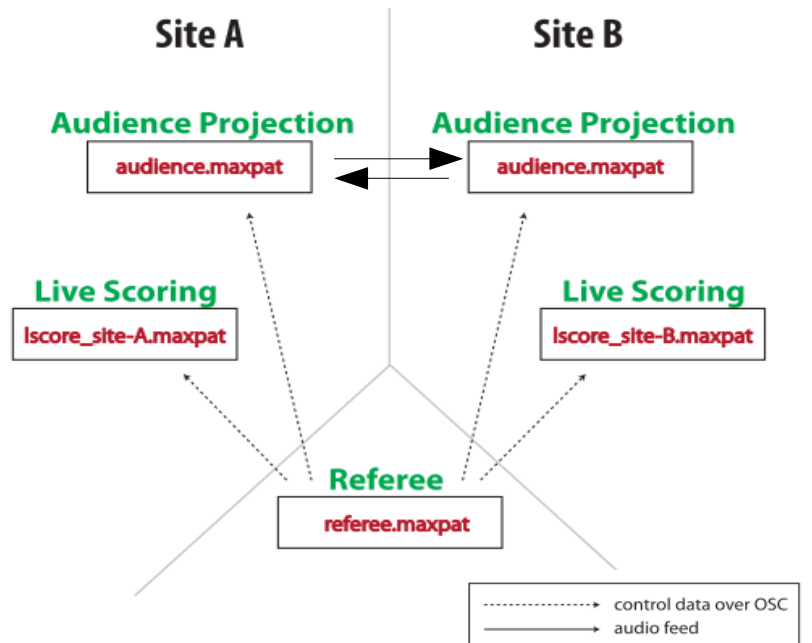 Site A
Site B
Audience Projection
audience.maxpat
Audience Projection
audience.maxpat
Live Scoring
lscore_site-A.maxpat
Live Scoring
lscore_site-B.maxpat
Referee
referee.maxpat
control data over OSC
audio feed